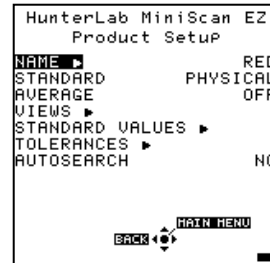 HunterLab MiniScan EZ
Product Setup
NAME ▶ RED
STANDARD PHYSICAL
AVERAGE OFF
VIEWS ▶
STANDARD VALUES ▶
TOLERANCES ▶
AUTOSEARCH NO
MAIN MENU
BACK